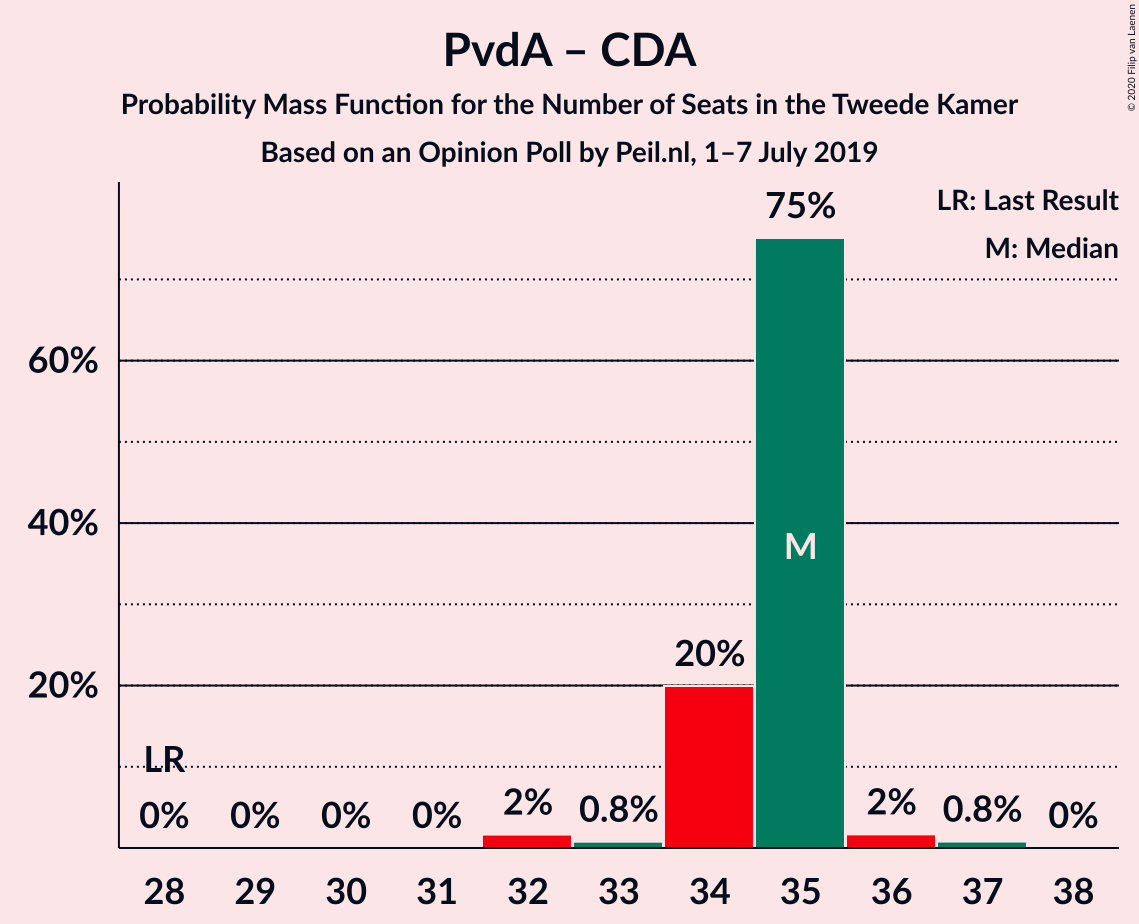 PvdA – CDA
Probability Mass Function for the Number of Seats in the Tweede Kamer
Based on an Opinion Poll by Peil.nl, 1–7 July 2019
© 2020 Filip van Laenen
LR: Last Result
M: Median
75%
60%
40%
20%
M
20%
LR
0%
0%
0%
0%
2%
0.8%
2%
0.8%
0%
28 29 30 31 32 33 34 35 36 37 38